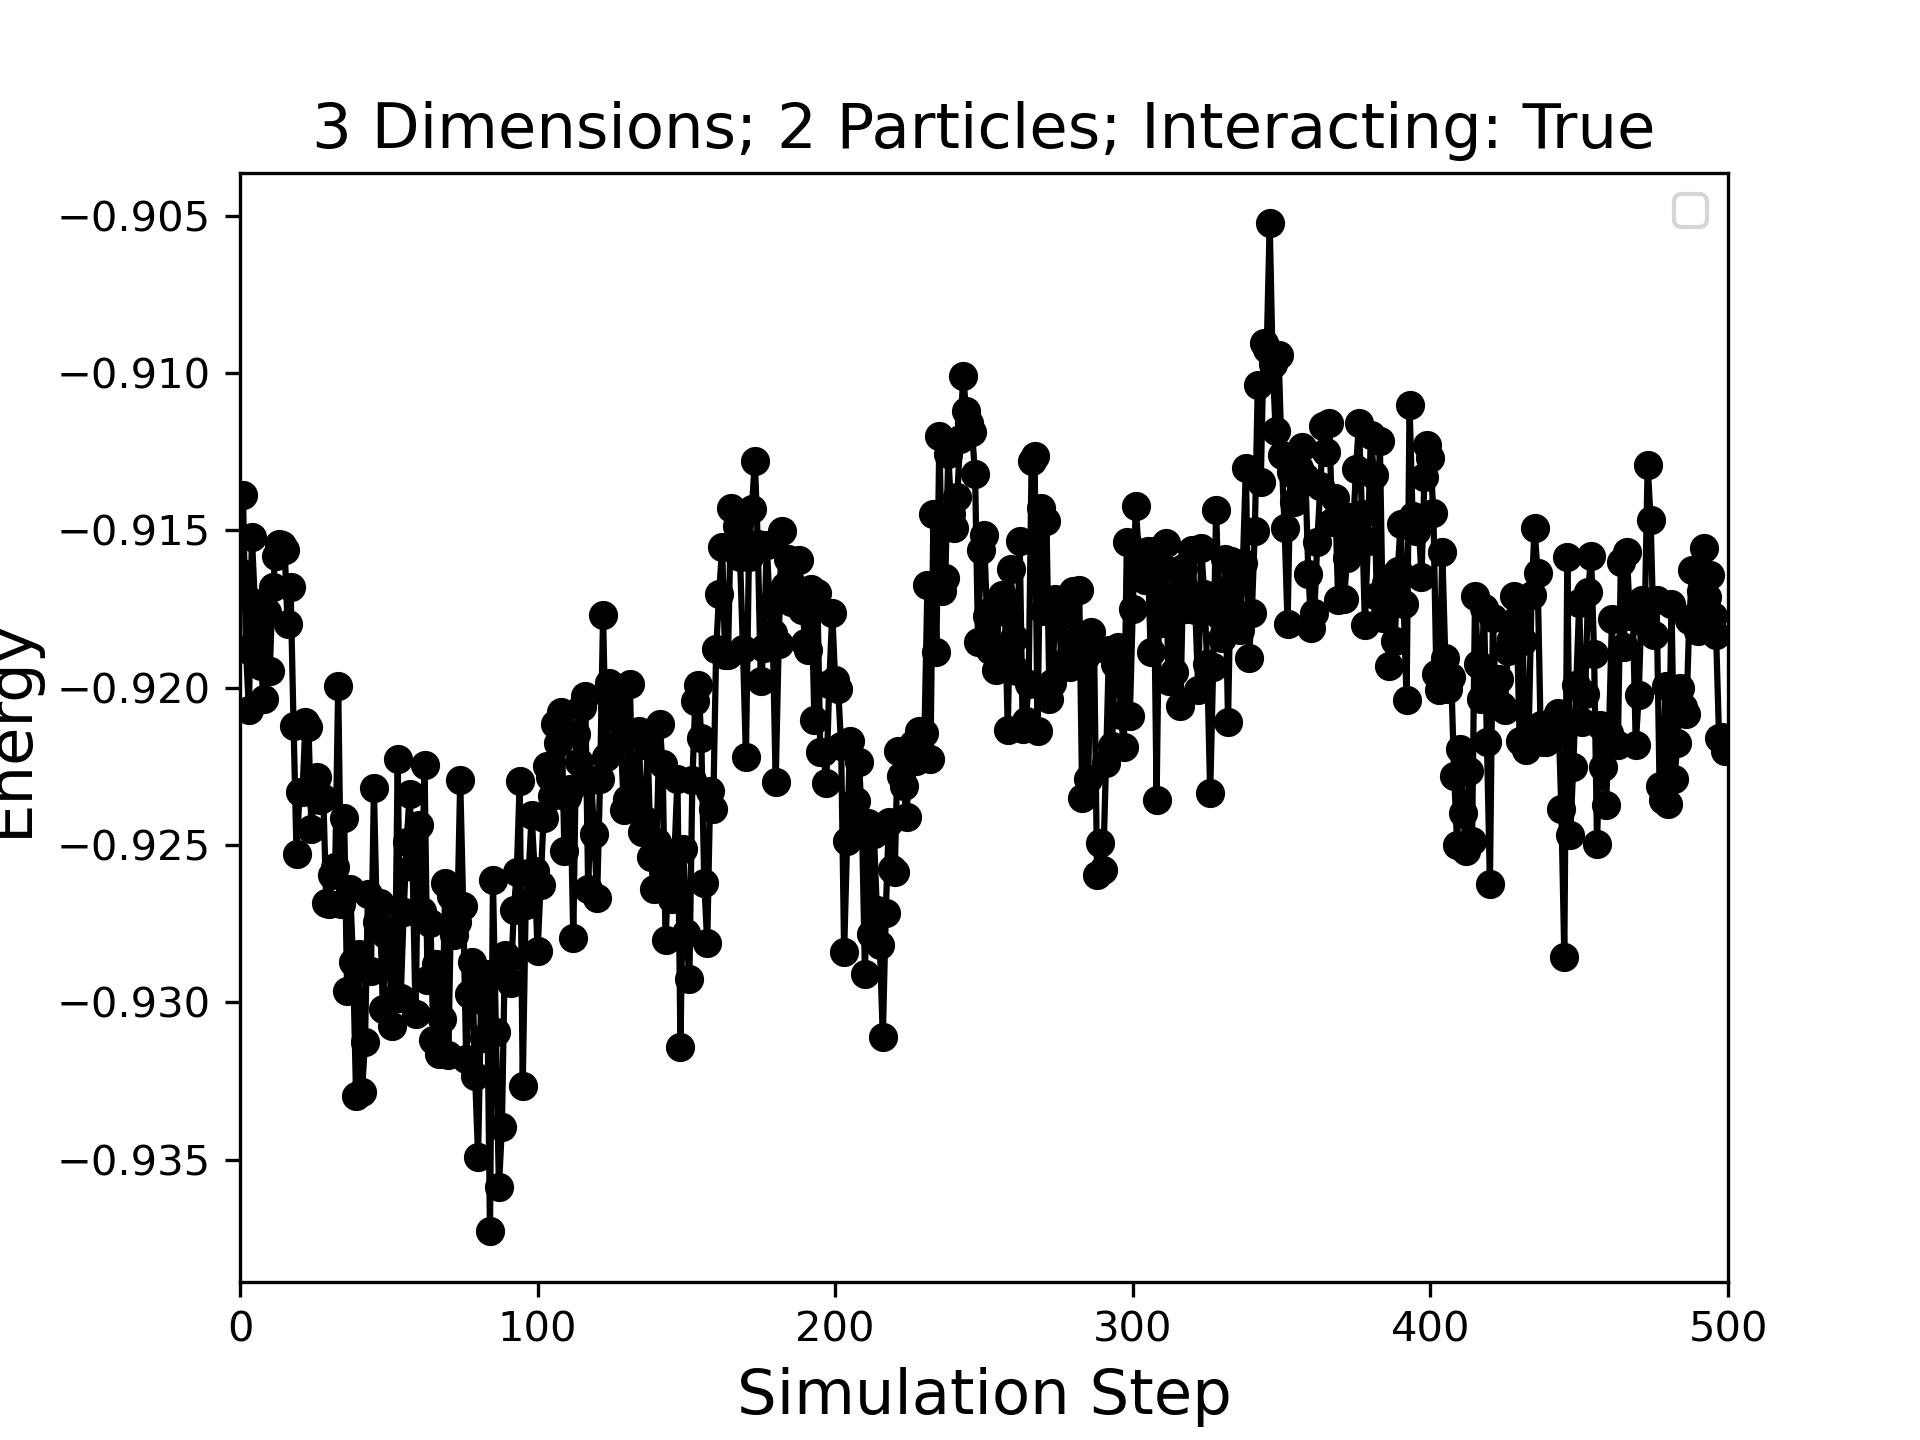 3 Dimensions; 2 Particles; Interacting: True
−0.905
−0.910
−0.915
−0.920
−0.925
−0.930
−0.935
Energy
0 100 200 300 400 500
Simulation Step